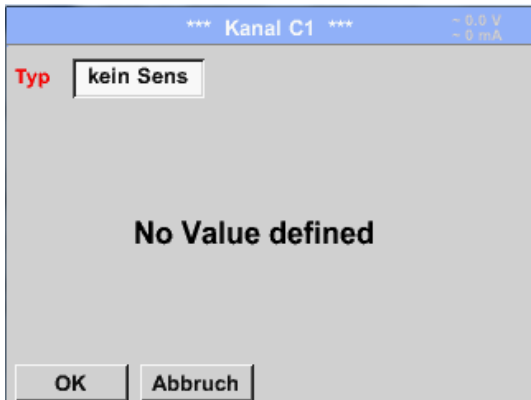 *** Kanal C1 ***
~ 0.0 V
~ 0 mA
Typ kein Sens
No Value defined
OK Abbruch